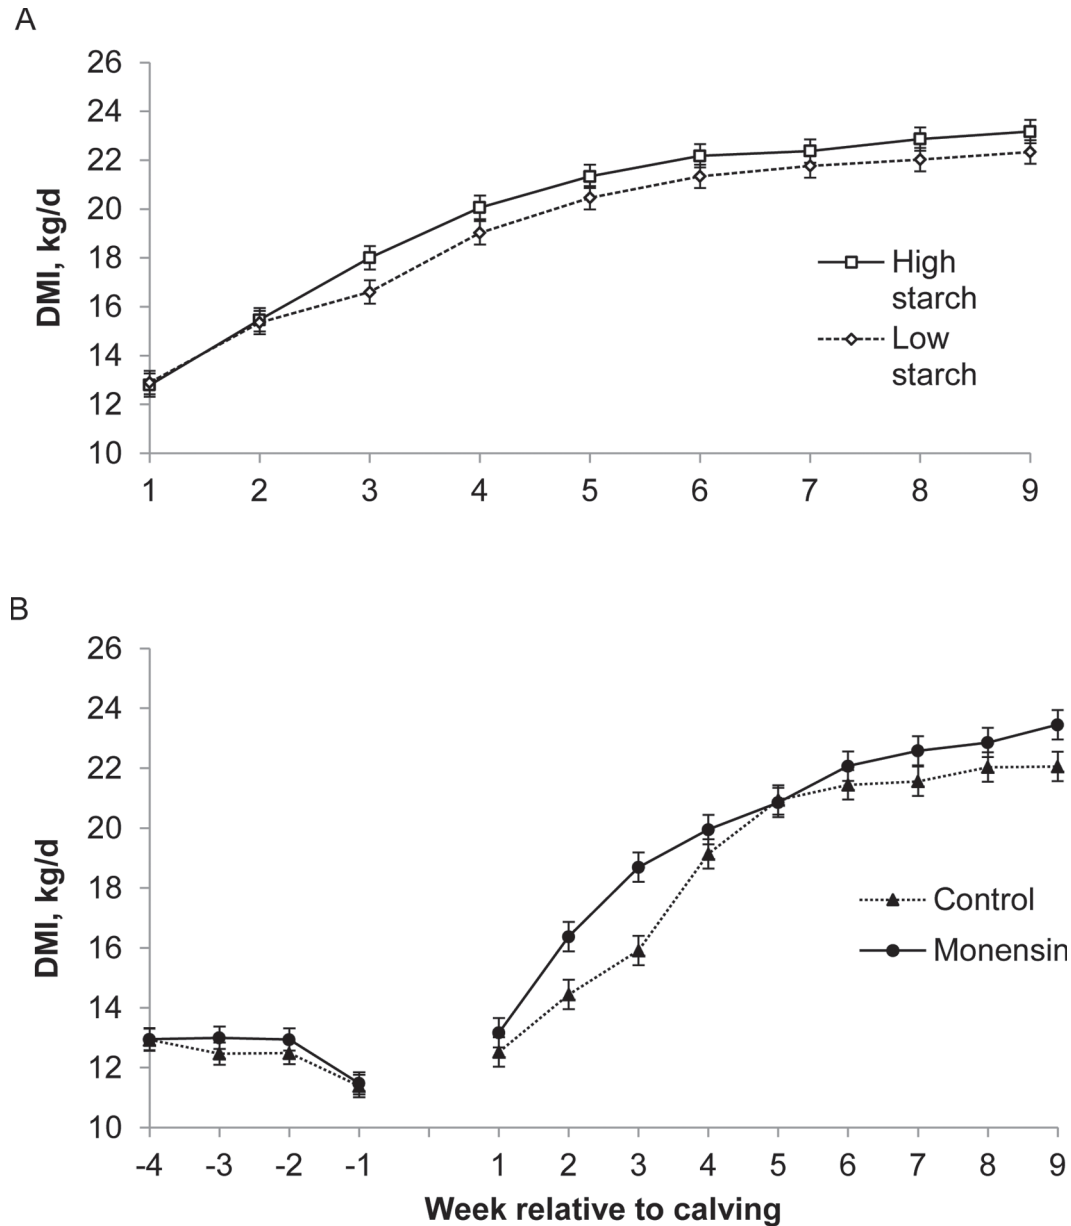 A
26
24
22
20
18
16
14
12
10
DMI, kg/d
High
starch
Low
starch
1 2 3 4 5 6 7 8 9
B
26
24
22
20
18
16
14
12
10
DMI, kg/d
Control
Monensin
-4 -3 -2 -1 1 2 3 4 5 6 7 8 9
Week relative to calving